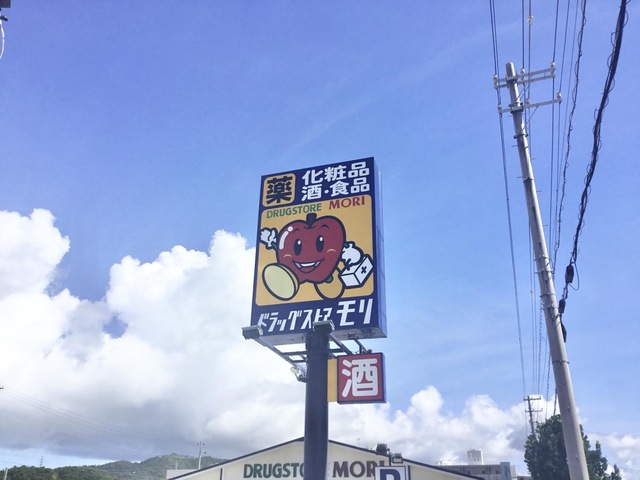 薬 化粧品
酒・食品
DRUGSTORE MORI
ドラッグストア モリ
酒
DRUGSTO MORI
P